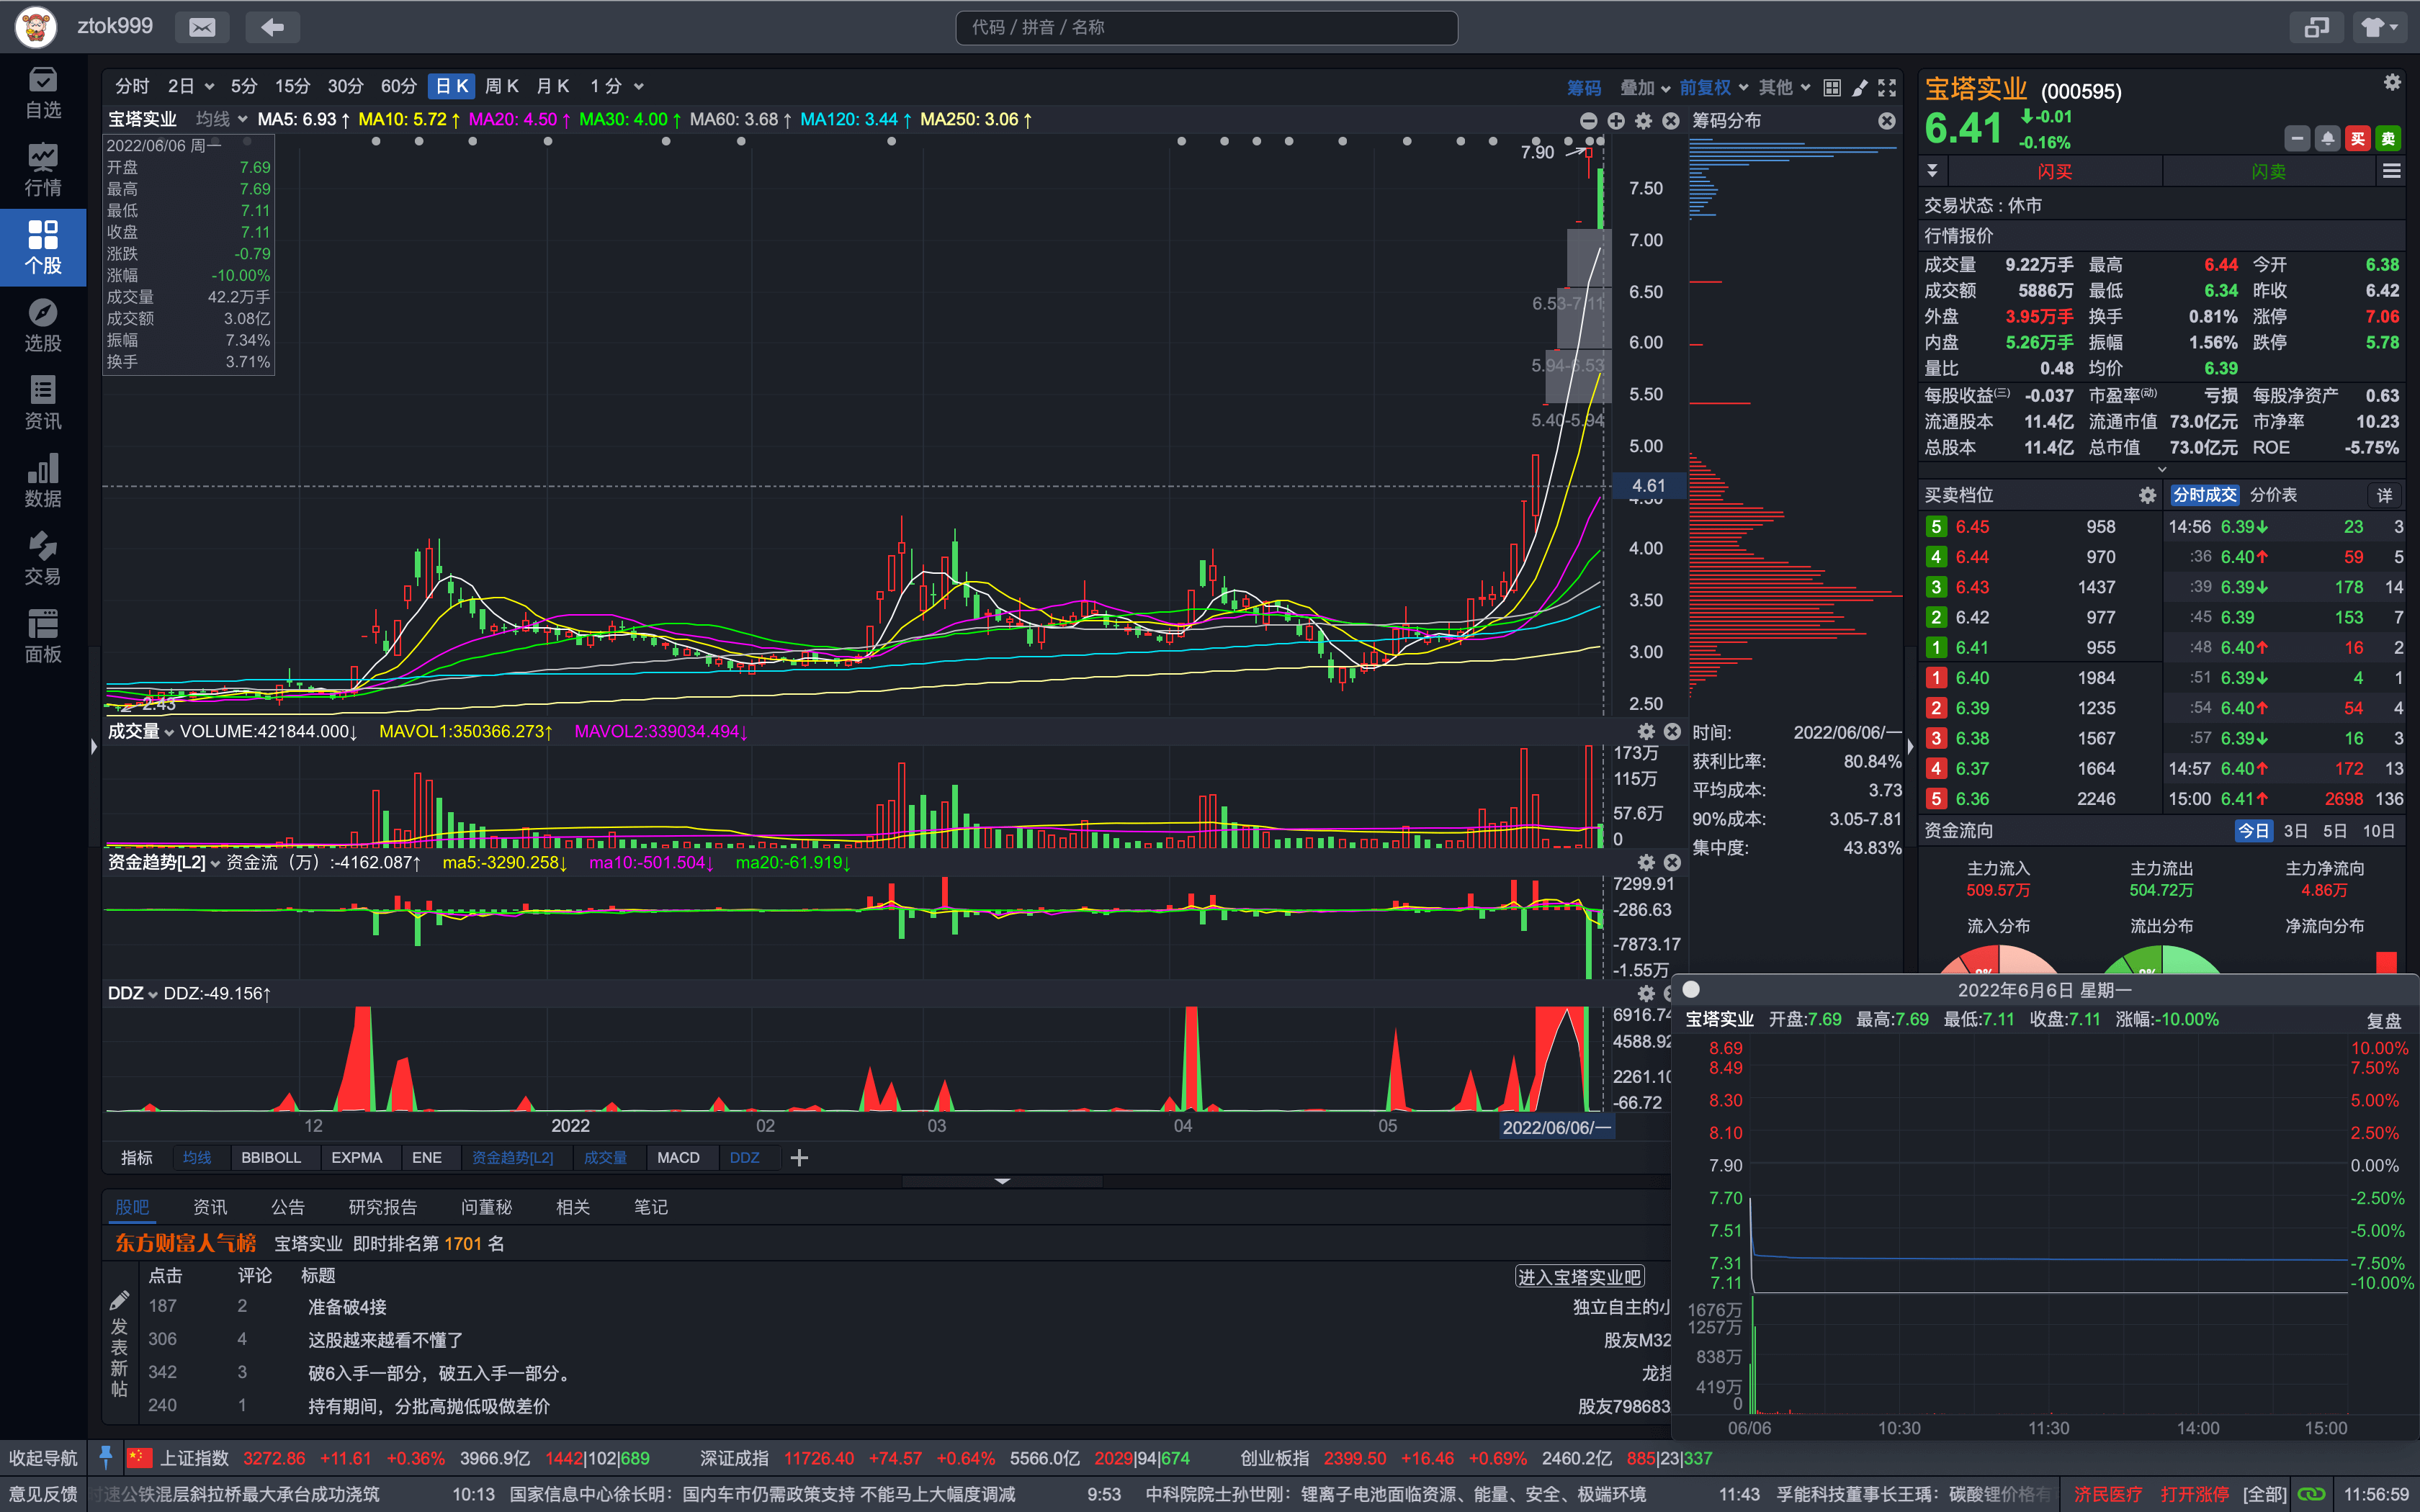 ztok999
代码 / 拼音 / 名称
自选
行情
个股
选股
资讯
数据
交易
面板
分时 2日 5分 15分 30分 60分 日K 周K 月K 1分 筹码 叠加 前复权 其他
宝塔实业 均线 MA5: 6.93↑ MA10: 5.72↑ MA20: 4.50↑ MA30: 4.00↑ MA60: 3.68↑ MA120: 3.44↑ MA250: 3.06↑
2022/06/06 周一
开盘 7.69
最高 7.69
最低 7.11
收盘 7.11
涨跌 -0.79
涨幅 -10.00%
成交量 42.2万手
成交额 3.08亿
振幅 7.34%
换手 3.71%
7.90
6.53-7.11
5.94-6.53
5.40-5.94
2.43
7.50
7.00
6.50
6.00
5.50
5.00
4.61
4.00
3.50
3.00
2.50
筹码分布
时间: 2022/06/06/一
获利比率: 80.84%
平均成本: 3.73
90%成本: 3.05-7.81
集中度: 43.83%
成交量 VOLUME:421844.000↓ MAVOL1:350366.273↑ MAVOL2:339034.494↓
173万
115万
57.6万
0
资金趋势[L2] 资金流（万）:-4162.087↑ ma5:-3290.258↓ ma10:-501.504↓ ma20:-61.919↓
7299.91
-286.63
-7873.17
-1.55万
DDZ DDZ:-49.156↑
6916.74
4588.92
2261.10
-66.72
12 2022 02 03 04 05 2022/06/06/一
指标 均线 BBIBOLL EXPMA ENE 资金趋势[L2] 成交量 MACD DDZ
股吧 资讯 公告 研究报告 问董秘 相关 笔记
东方财富人气榜 宝塔实业 即时排名第 1701 名
点击 评论 标题 进入宝塔实业吧
发表新帖
187 2 准备破4接 独立自主的小
306 4 这股越来越看不懂了 股友M32
342 3 破6入手一部分，破五入手一部分。 龙挂
240 1 持有期间，分批高抛低吸做差价 股友798683
宝塔实业 (000595)
6.41 -0.01
-0.16%
买 卖
闪买 闪卖
交易状态 : 休市
行情报价
成交量 9.22万手 最高 6.44 今开 6.38
成交额 5886万 最低 6.34 昨收 6.42
外盘 3.95万手 换手 0.81% 涨停 7.06
内盘 5.26万手 振幅 1.56% 跌停 5.78
量比 0.48 均价 6.39
每股收益(三) -0.037 市盈率(动) 亏损 每股净资产 0.63
流通股本 11.4亿 流通市值 73.0亿元 市净率 10.23
总股本 11.4亿 总市值 73.0亿元 ROE -5.75%
买卖档位 分时成交 分价表 详
5 6.45 958 14:56 6.39↓ 23 3
4 6.44 970 :36 6.40↑ 59 5
3 6.43 1437 :39 6.39↓ 178 14
2 6.42 977 :45 6.39 153 7
1 6.41 955 :48 6.40↑ 16 2
1 6.40 1984 :51 6.39↓ 4 1
2 6.39 1235 :54 6.40↑ 54 4
3 6.38 1567 :57 6.39↓ 16 3
4 6.37 1664 14:57 6.40↑ 172 13
5 6.36 2246 15:00 6.41↑ 2698 136
资金流向 今日 3日 5日 10日
主力流入 主力流出 主力净流向
509.57万 504.72万 4.86万
流入分布 流出分布 净流向分布
2022年6月6日 星期一
宝塔实业 开盘:7.69 最高:7.69 最低:7.11 收盘:7.11 涨幅:-10.00% 复盘
8.69 10.00%
8.49 7.50%
8.30 5.00%
8.10 2.50%
7.90 0.00%
7.70 -2.50%
7.51 -5.00%
7.31 -7.50%
7.11 -10.00%
1676万
1257万
838万
419万
0
06/06 10:30 11:30 14:00 15:00
收起导航 上证指数 3272.86 +11.61 +0.36% 3966.9亿 1442|102|689 深证成指 11726.40 +74.57 +0.64% 5566.0亿 2029|94|674 创业板指 2399.50 +16.46 +0.69% 2460.2亿 885|23|337
意见反馈 时速公铁混层斜拉桥最大承台成功浇筑 10:13 国家信息中心徐长明：国内车市仍需政策支持 不能马上大幅度调减 9:53 中科院院士孙世刚：锂离子电池面临资源、能量、安全、极端环境 11:43 孚能科技董事长王瑀：碳酸锂价格有 济民医疗 打开涨停 [全部] 11:56:59